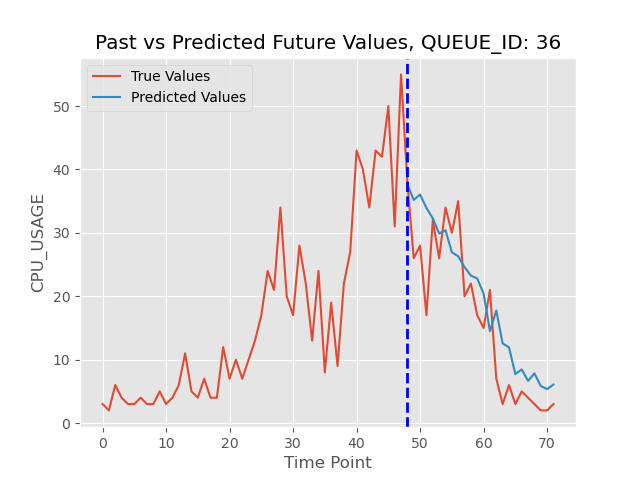 Past vs Predicted Future Values, QUEUE_ID: 36
True Values
Predicted Values
CPU_USAGE
50
40
30
20
10
0
0 10 20 30 40 50 60 70
Time Point